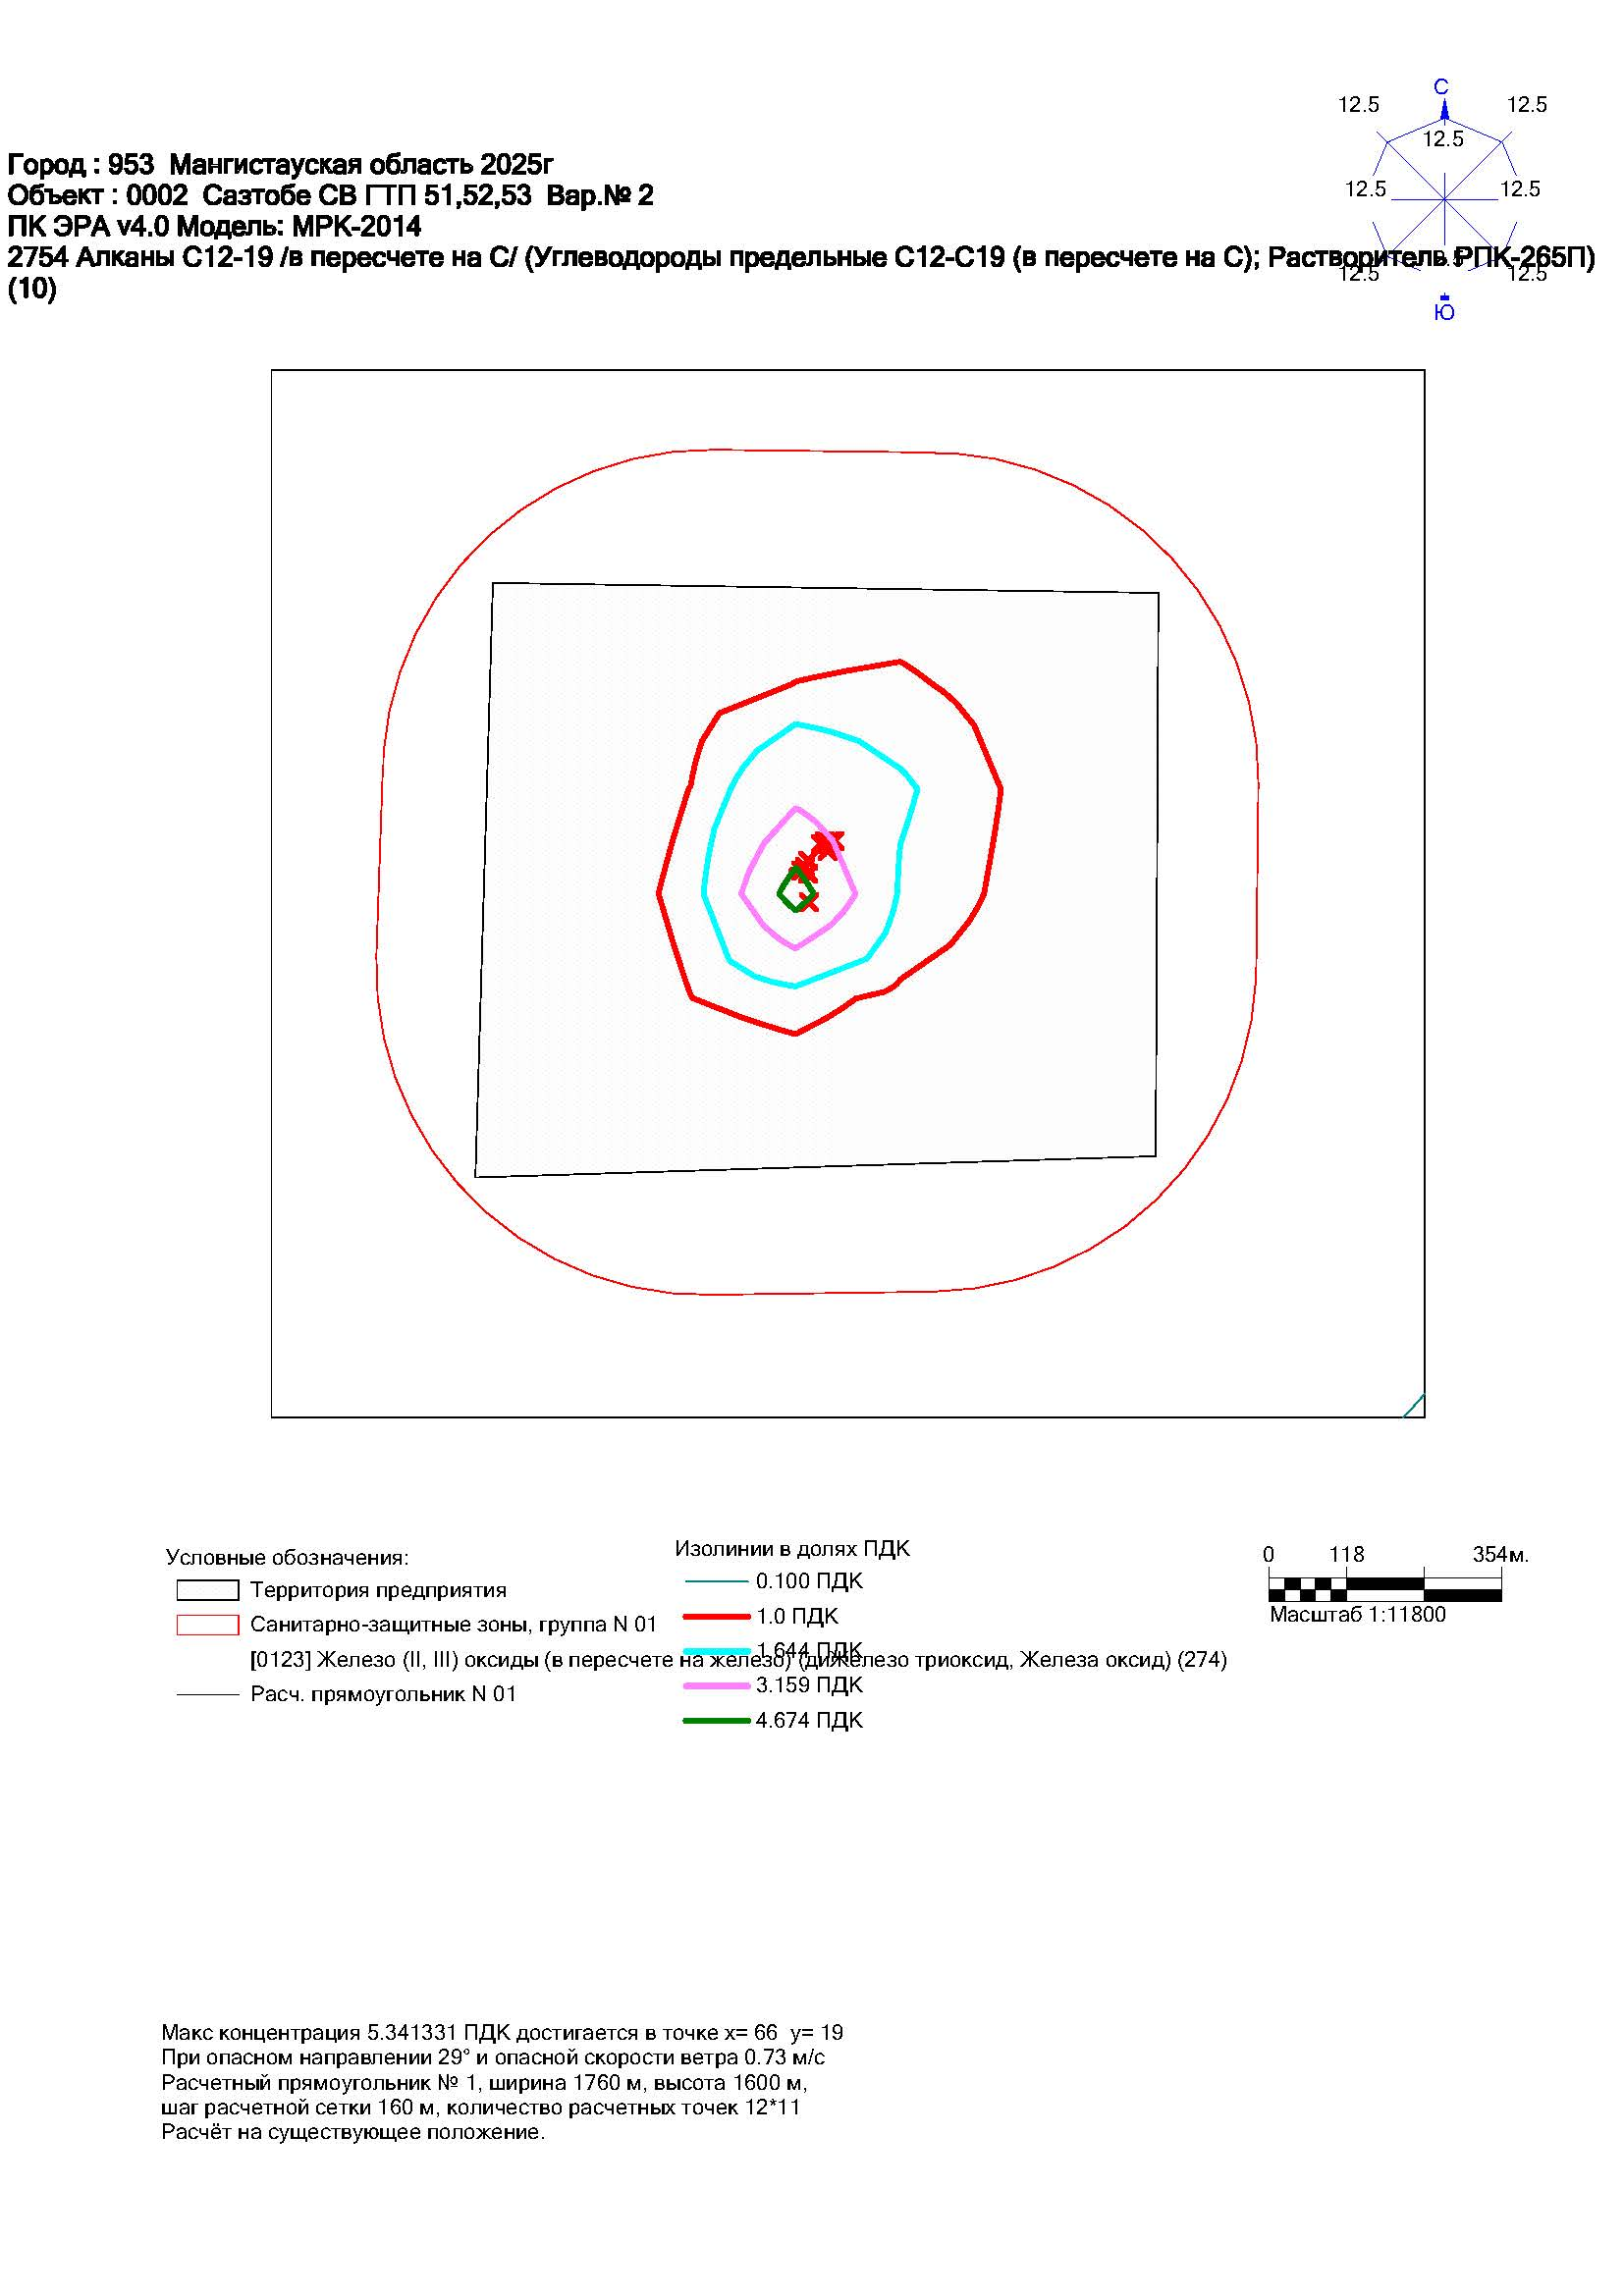 С
12.5
12.5
12.5
12.5
12.5
12.5
12.5
Ю
Город : 953 Мангистауская область 2025г
Объект : 0002 Сазтобе СВ ГТП 51,52,53 Вар.№ 2
ПК ЭРА v4.0 Модель: МРК-2014
2754 Алканы С12-19 /в пересчете на С/ (Углеводороды предельные С12-С19 (в пересчете на С); Растворитель РПК-265П)
(10)
Условные обозначения:
Территория предприятия
Санитарно-защитные зоны, группа N 01
[0123] Железо (II, III) оксиды (в пересчете на железо) (дижелезо триоксид, Железа оксид) (274)
Расч. прямоугольник N 01
Изолинии в долях ПДК
0.100 ПДК
1.0 ПДК
1.644 ПДК
3.159 ПДК
4.674 ПДК
0 118 354м.
Масштаб 1:11800
Макс концентрация 5.341331 ПДК достигается в точке x= 66 y= 19
При опасном направлении 29° и опасной скорости ветра 0.73 м/с
Расчетный прямоугольник № 1, ширина 1760 м, высота 1600 м,
шаг расчетной сетки 160 м, количество расчетных точек 12*11
Расчёт на существующее положение.